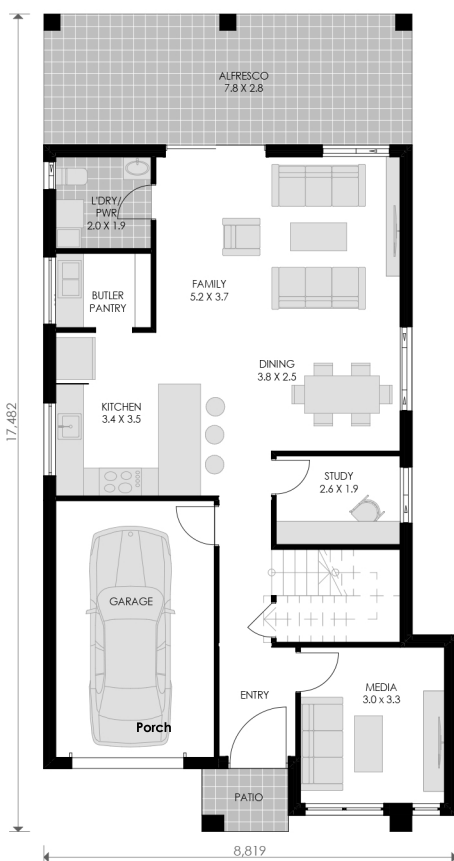 ALFRESCO
7.8 X 2.8
L'DRY/
PWR
2.0 X 1.9
BUTLER
PANTRY
FAMILY
5.2 X 3.7
DINING
3.8 X 2.5
KITCHEN
3.4 X 3.5
17,482
STUDY
2.6 X 1.9
GARAGE
Porch
ENTRY
MEDIA
3.0 X 3.3
PATIO
8,819